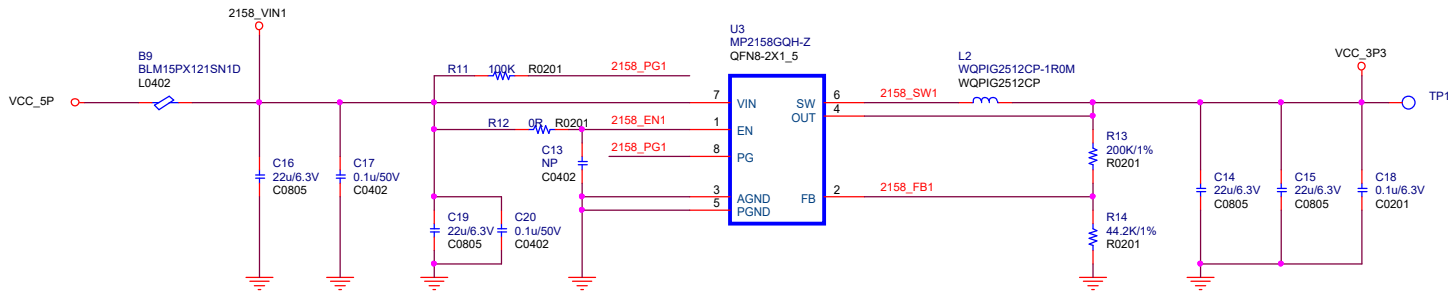 2158_VIN1
B9
BLM15PX121SN1D
L0402
VCC_5P
R11 100K R0201
2158_PG1
R12 0R R0201
2158_EN1
2158_PG1
C13
NP
C0402
C16
22u/6.3V
C0805
C17
0.1u/50V
C0402
C19
22u/6.3V
C0805
C20
0.1u/50V
C0402
U3
MP2158GQH-Z
QFN8-2X1_5
7 VIN
1 EN
8 PG
3 AGND
5 PGND
SW 6
OUT 4
FB 2
2158_SW1
2158_FB1
L2
WQPIG2512CP-1R0M
WQPIG2512CP
R13
200K/1%
R0201
R14
44.2K/1%
R0201
C14
22u/6.3V
C0805
C15
22u/6.3V
C0805
C18
0.1u/6.3V
C0201
VCC_3P3
TP1